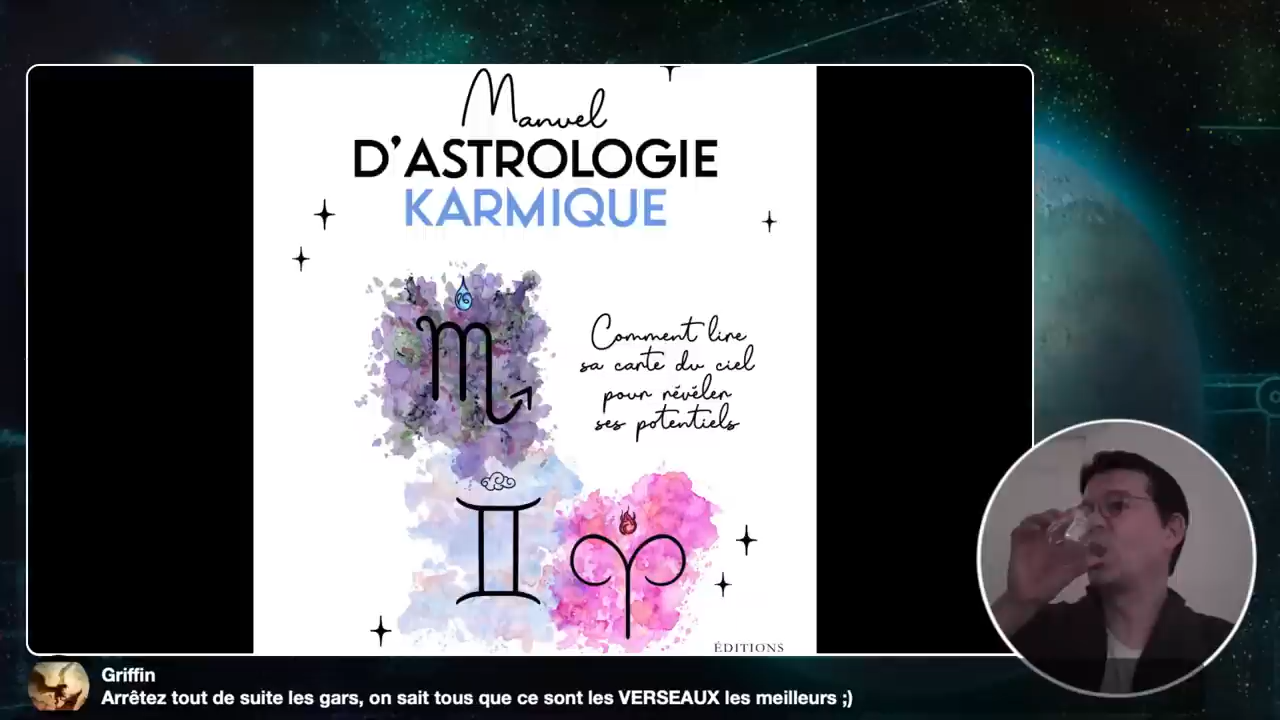 Manuel
D'ASTROLOGIE
KARMIQUE
Comment lire
sa carte du ciel
pour révéler
ses potentiels
ÉDITIONS
Griffin
Arrêtez tout de suite les gars, on sait tous que ce sont les VERSEAUX les meilleurs ;)